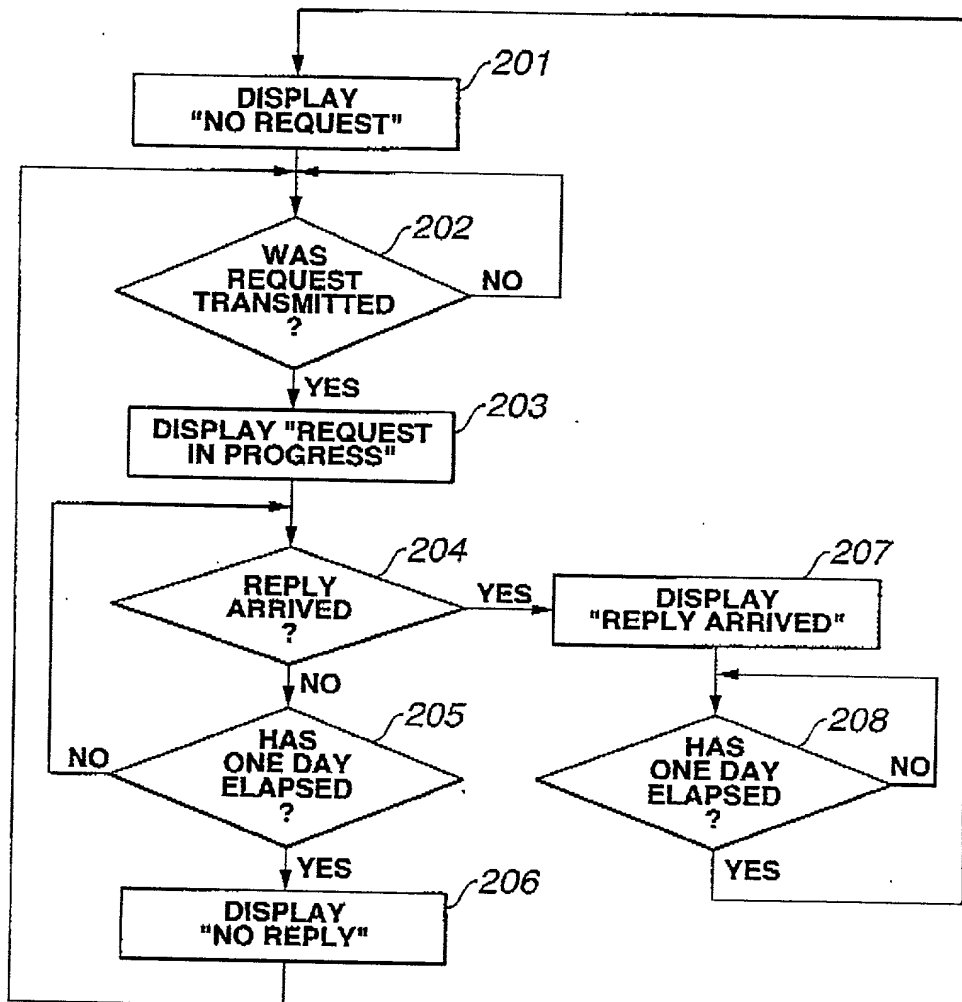 201
DISPLAY
"NO REQUEST"
202
WAS
REQUEST
TRANSMITTED
?
NO
YES
203
DISPLAY "REQUEST
IN PROGRESS"
204
REPLY
ARRIVED
?
YES
NO
207
DISPLAY
"REPLY ARRIVED"
205
HAS
ONE DAY
ELAPSED
?
NO
YES
208
HAS
ONE DAY
ELAPSED
?
NO
YES
206
DISPLAY
"NO REPLY"